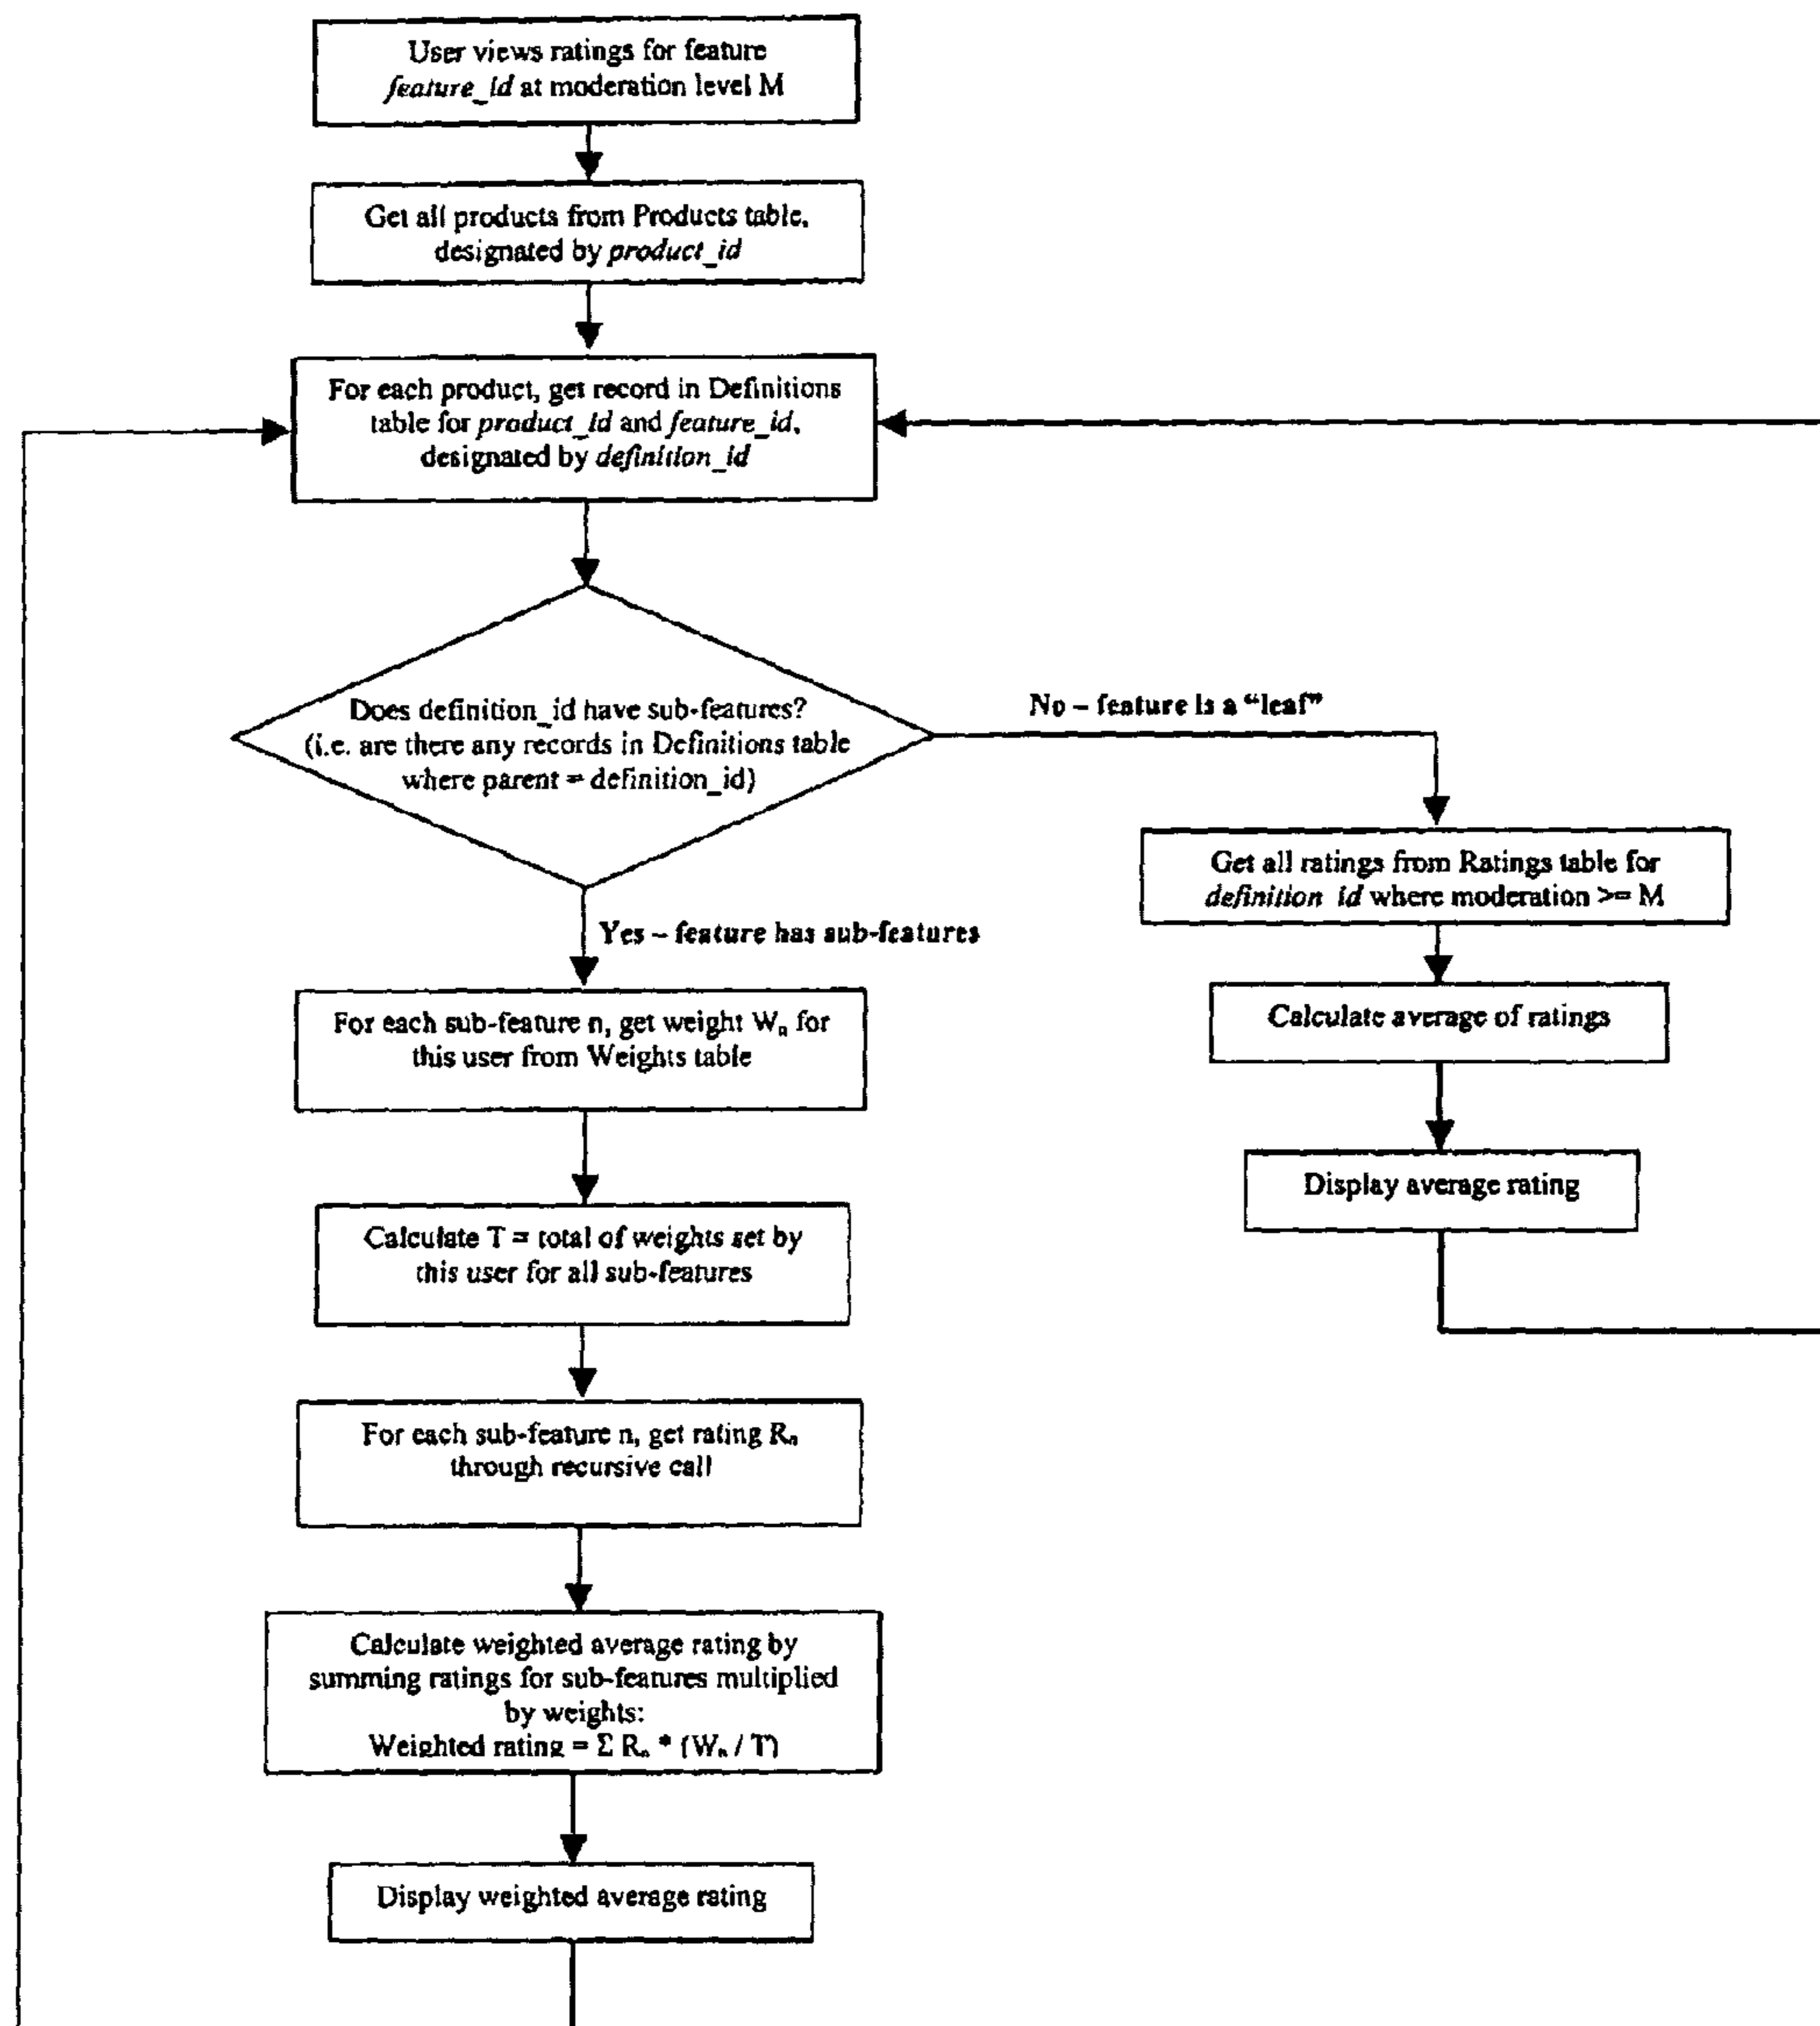 User views ratings for feature
feature_id at moderation level M
Get all products from Products table,
designated by product_id
For each product, get record in Definitions
table for product_id and feature_id,
designated by definition_id
Does definition_id have sub-features?
(i.e. are there any records in Definitions table
where parent = definition_id)
No – feature is a “leaf”
Get all ratings from Ratings table for
definition_id where moderation >= M
Calculate average of ratings
Display average rating
Yes – feature has sub-features
For each sub-feature n, get weight Wₙ for
this user from Weights table
Calculate T = total of weights set by
this user for all sub-features
For each sub-feature n, get rating Rₙ
through recursive call
Calculate weighted average rating by
summing ratings for sub-features multiplied
by weights:
Weighted rating = Σ Rₙ * (Wₙ / T)
Display weighted average rating